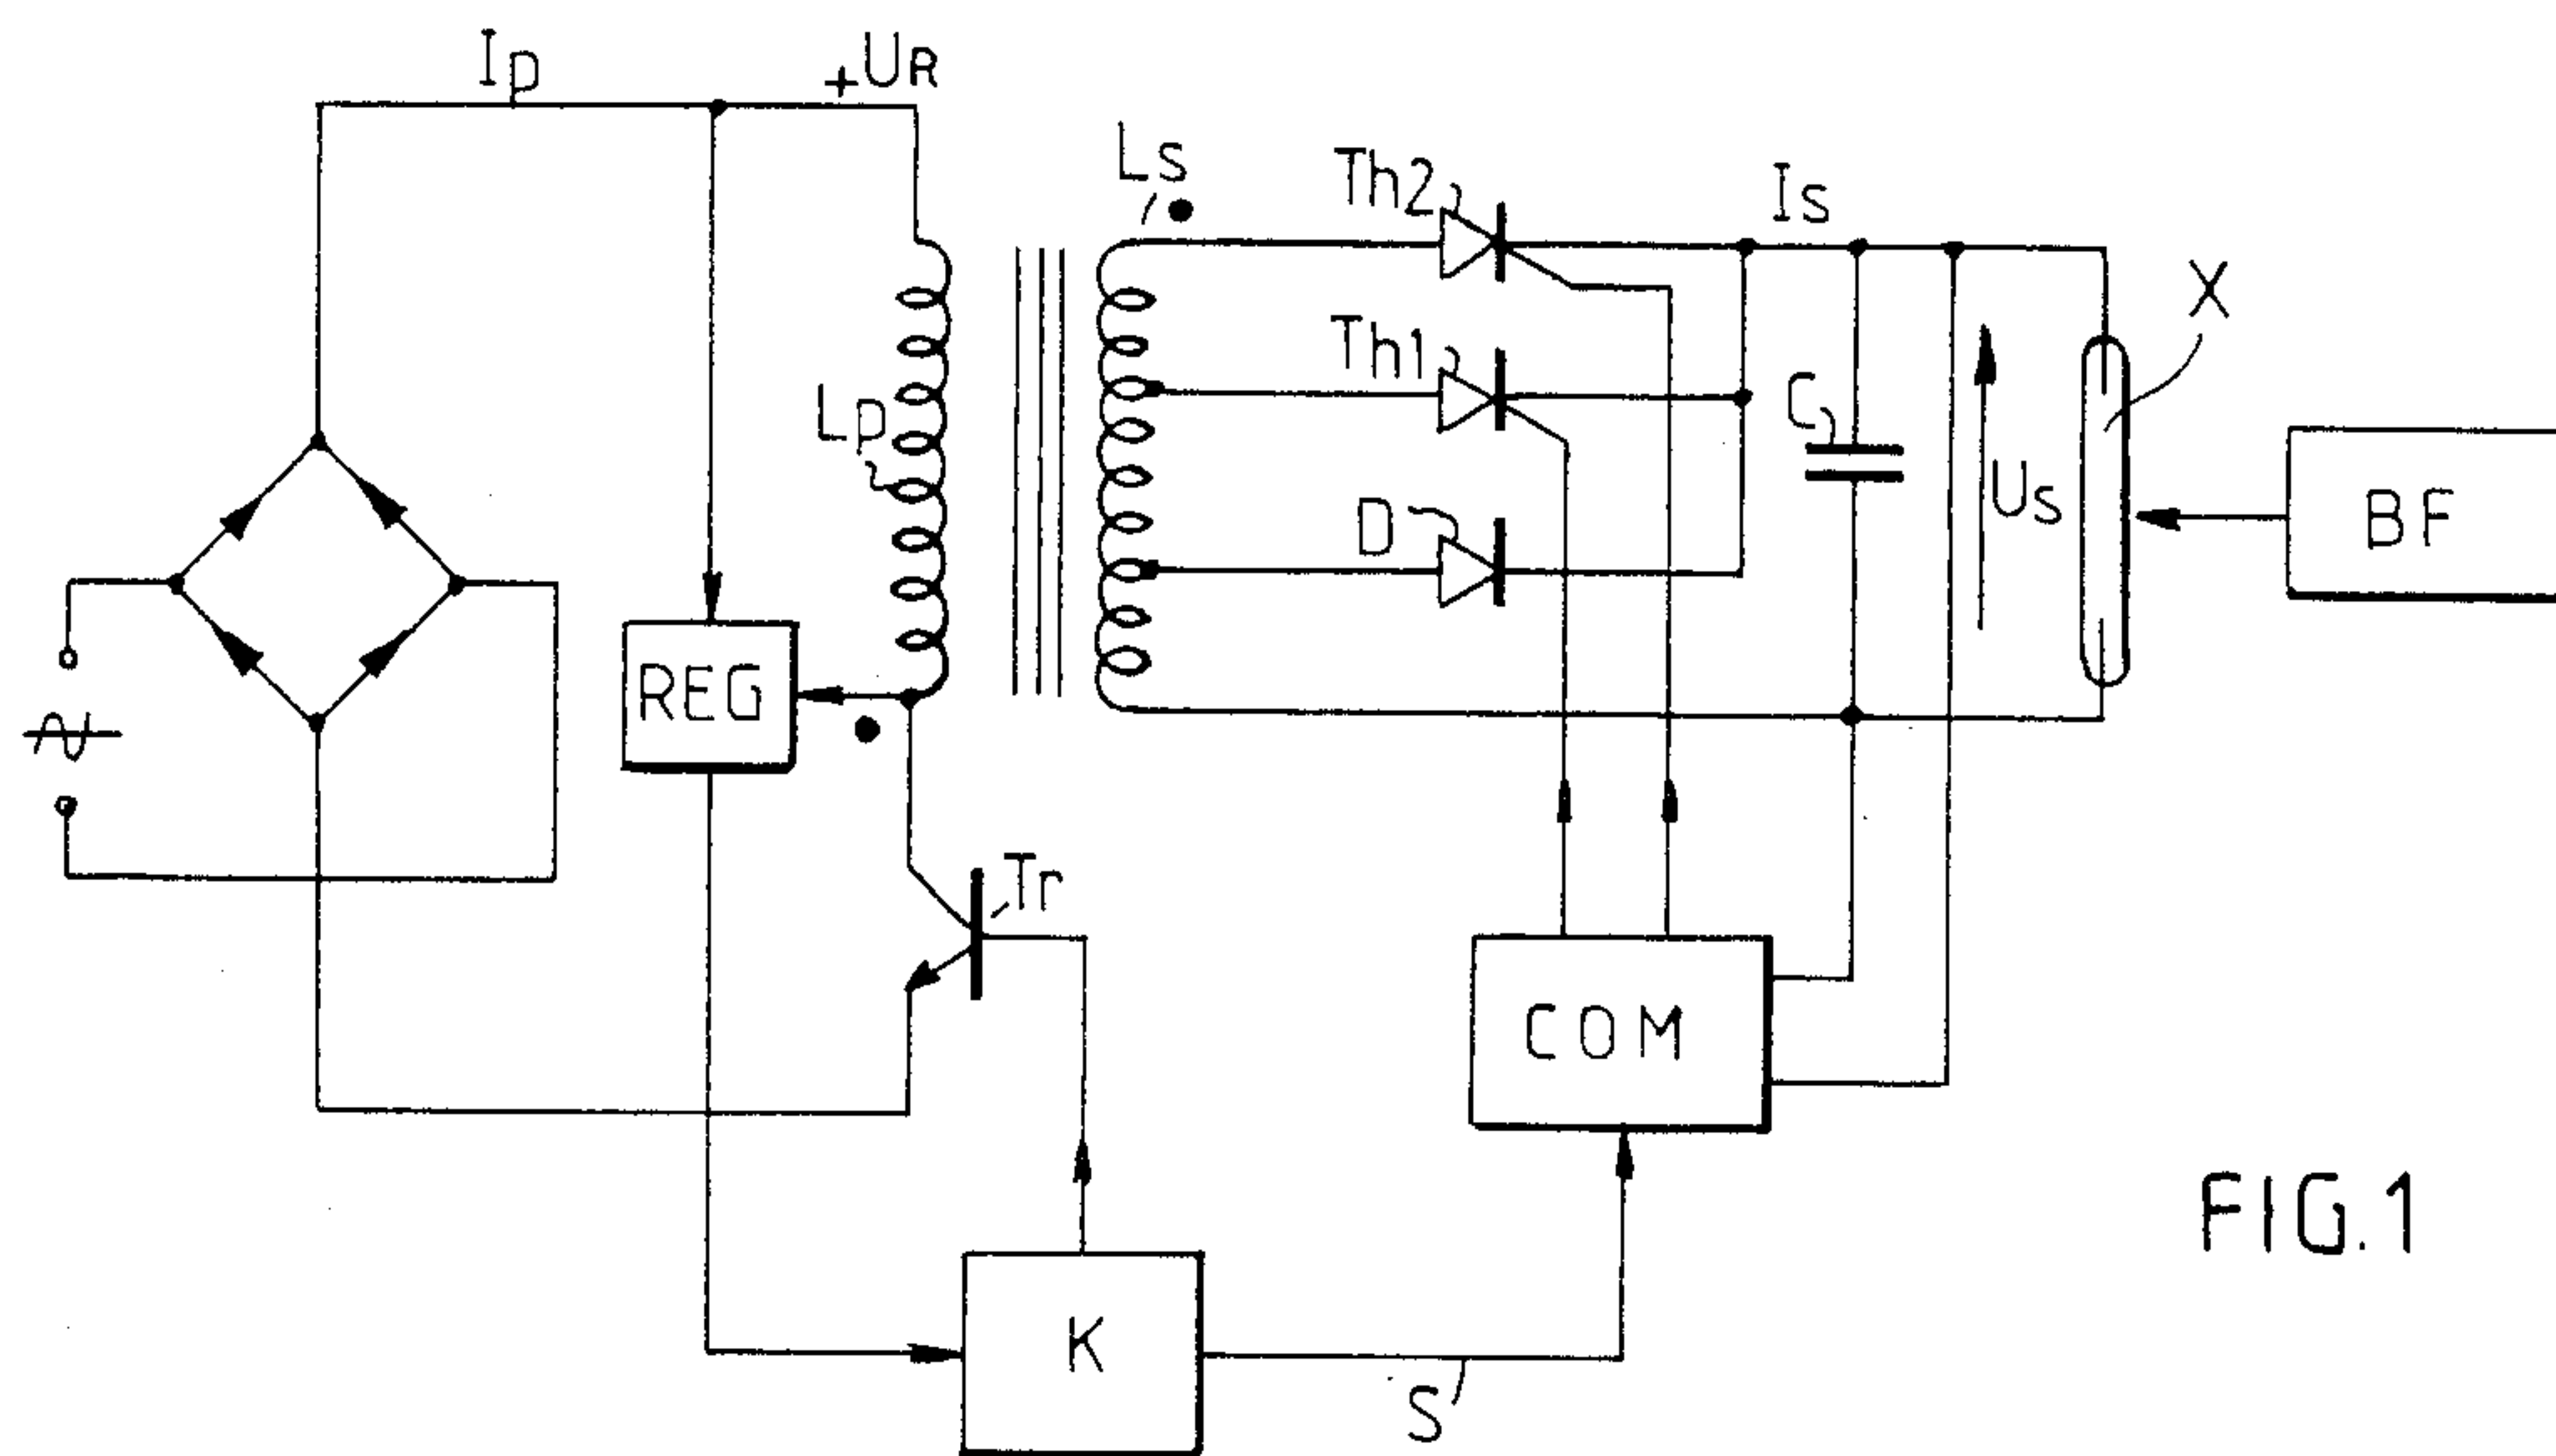 Ip
+UR
Ls
Th2
Is
X
Th1
Lp
C
Us
D
BF
REG
Tr
COM
FIG.1
K
S